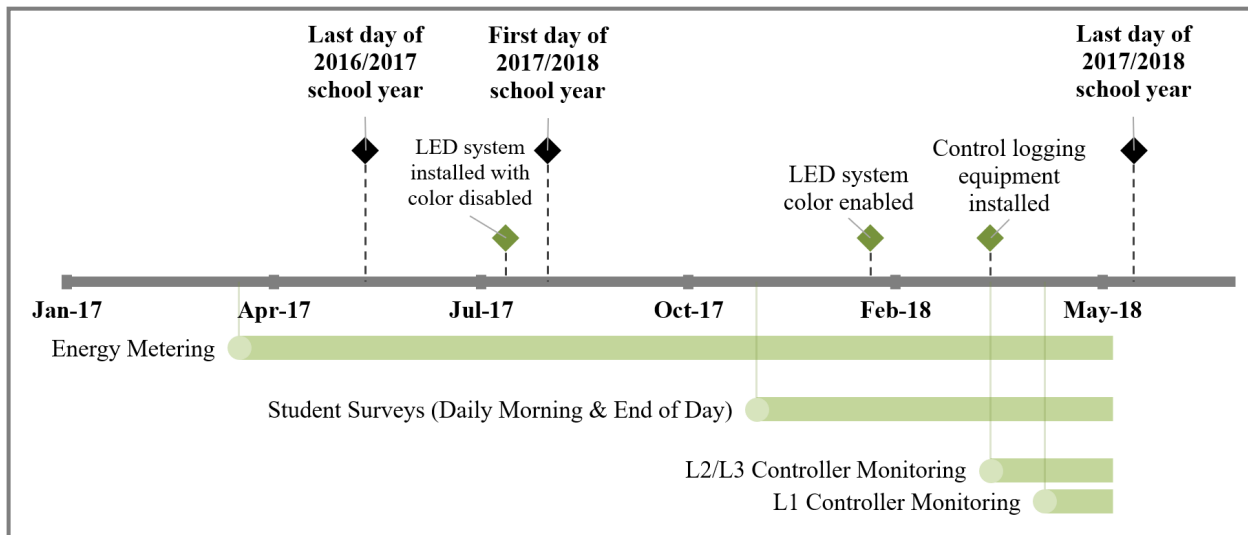 Last day of
2016/2017
school year
First day of
2017/2018
school year
Last day of
2017/2018
school year
LED system
installed with
color disabled
LED system
color enabled
Control logging
equipment
installed
Jan-17
Apr-17
Jul-17
Oct-17
Feb-18
May-18
Energy Metering
Student Surveys (Daily Morning & End of Day)
L2/L3 Controller Monitoring
L1 Controller Monitoring